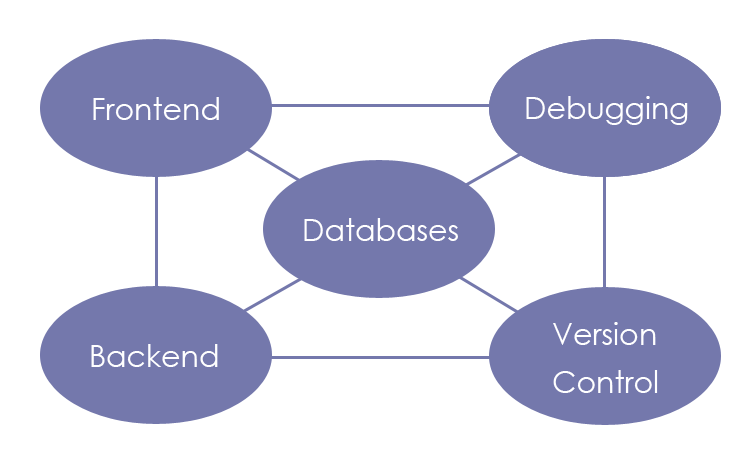 Frontend
Debugging
Databases
Backend
Version
Control